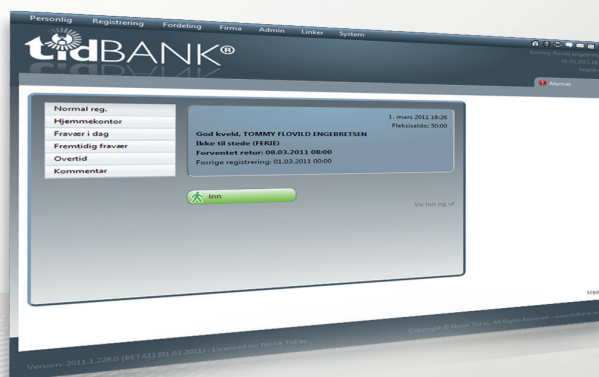 Personlig Registrering Fordeling Firma Admin Linker System
tidBANK®
Alarmer
Normal reg.
Hjemmekontor
Fravær i dag
Fremtidig fravær
Overtid
Kommentar
1. mars 2011 18:26
Fleksisaldo: 50:00
God kveld, TOMMY FLOVILD ENGEBRETSEN
Ikke til stede (FERIE)
Forventet retur: 08.03.2011 08:00
Forrige registrering: 01.03.2011 00:00
Inn
Vis inn og ut
Version: 2011.1.228.0 [BETA1] (01.03.2011) : Licensed for Norsk Tid as
Copyright © Norsk Tid as. All Rights Reserved